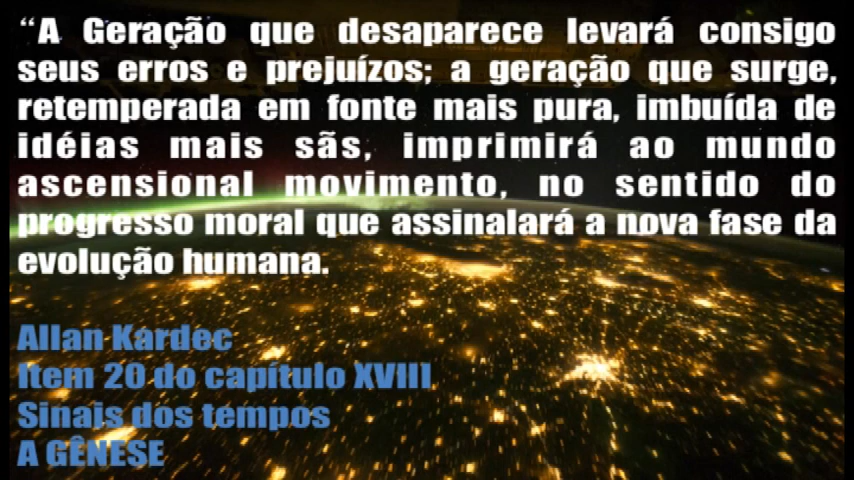 “A Geração que desaparece levará consigo
seus erros e prejuízos; a geração que surge,
retemperada em fonte mais pura, imbuída de
idéias mais sãs, imprimirá ao mundo
ascensional movimento, no sentido do
progresso moral que assinalará a nova fase da
evolução humana.
Allan Kardec
Item 20 do capítulo XVIII
Sinais dos tempos
A GÊNESE